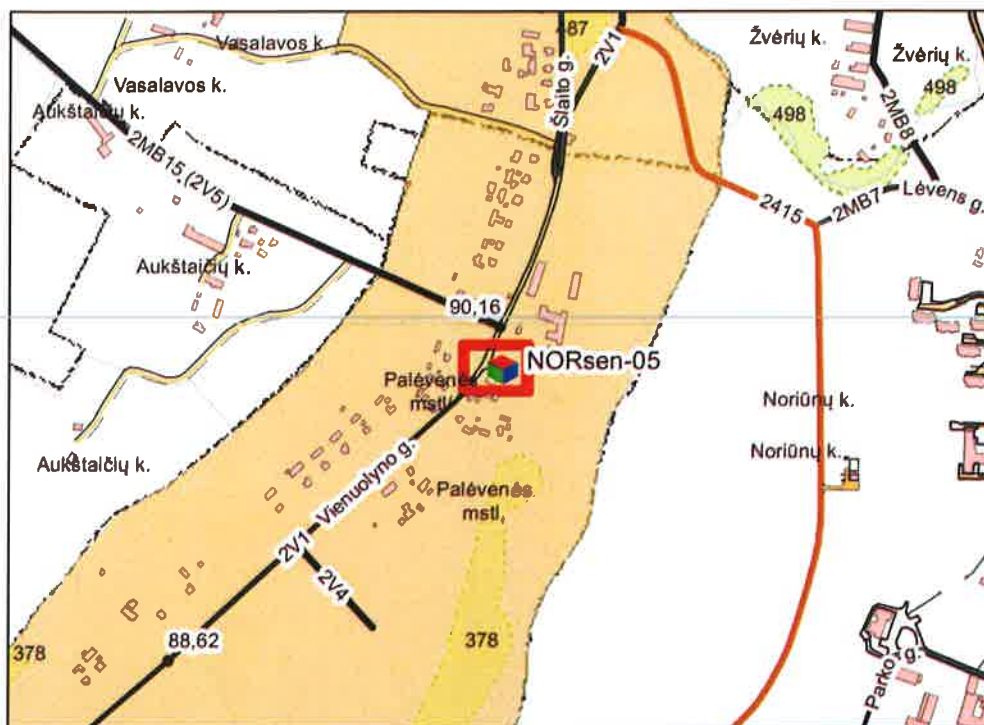 Vasalavos k.
Vasalavos k.
Aukštaičių k.
2MB15 (2V5)
Aukštaičių k.
Aukštaičių k.
487
2V1
Šlaito g.
Žvėrių k.
Žvėrių k.
498
498
2MB8
2415
2MB7
Lėvens g.
90,16
NORsen-05
Palėvenės
mstl.
Noriūnų k.
Noriūnų k.
Vienuolyno g.
Palėvenės
mstl.
2V1
2V4
88,62
378
378
Parko g.